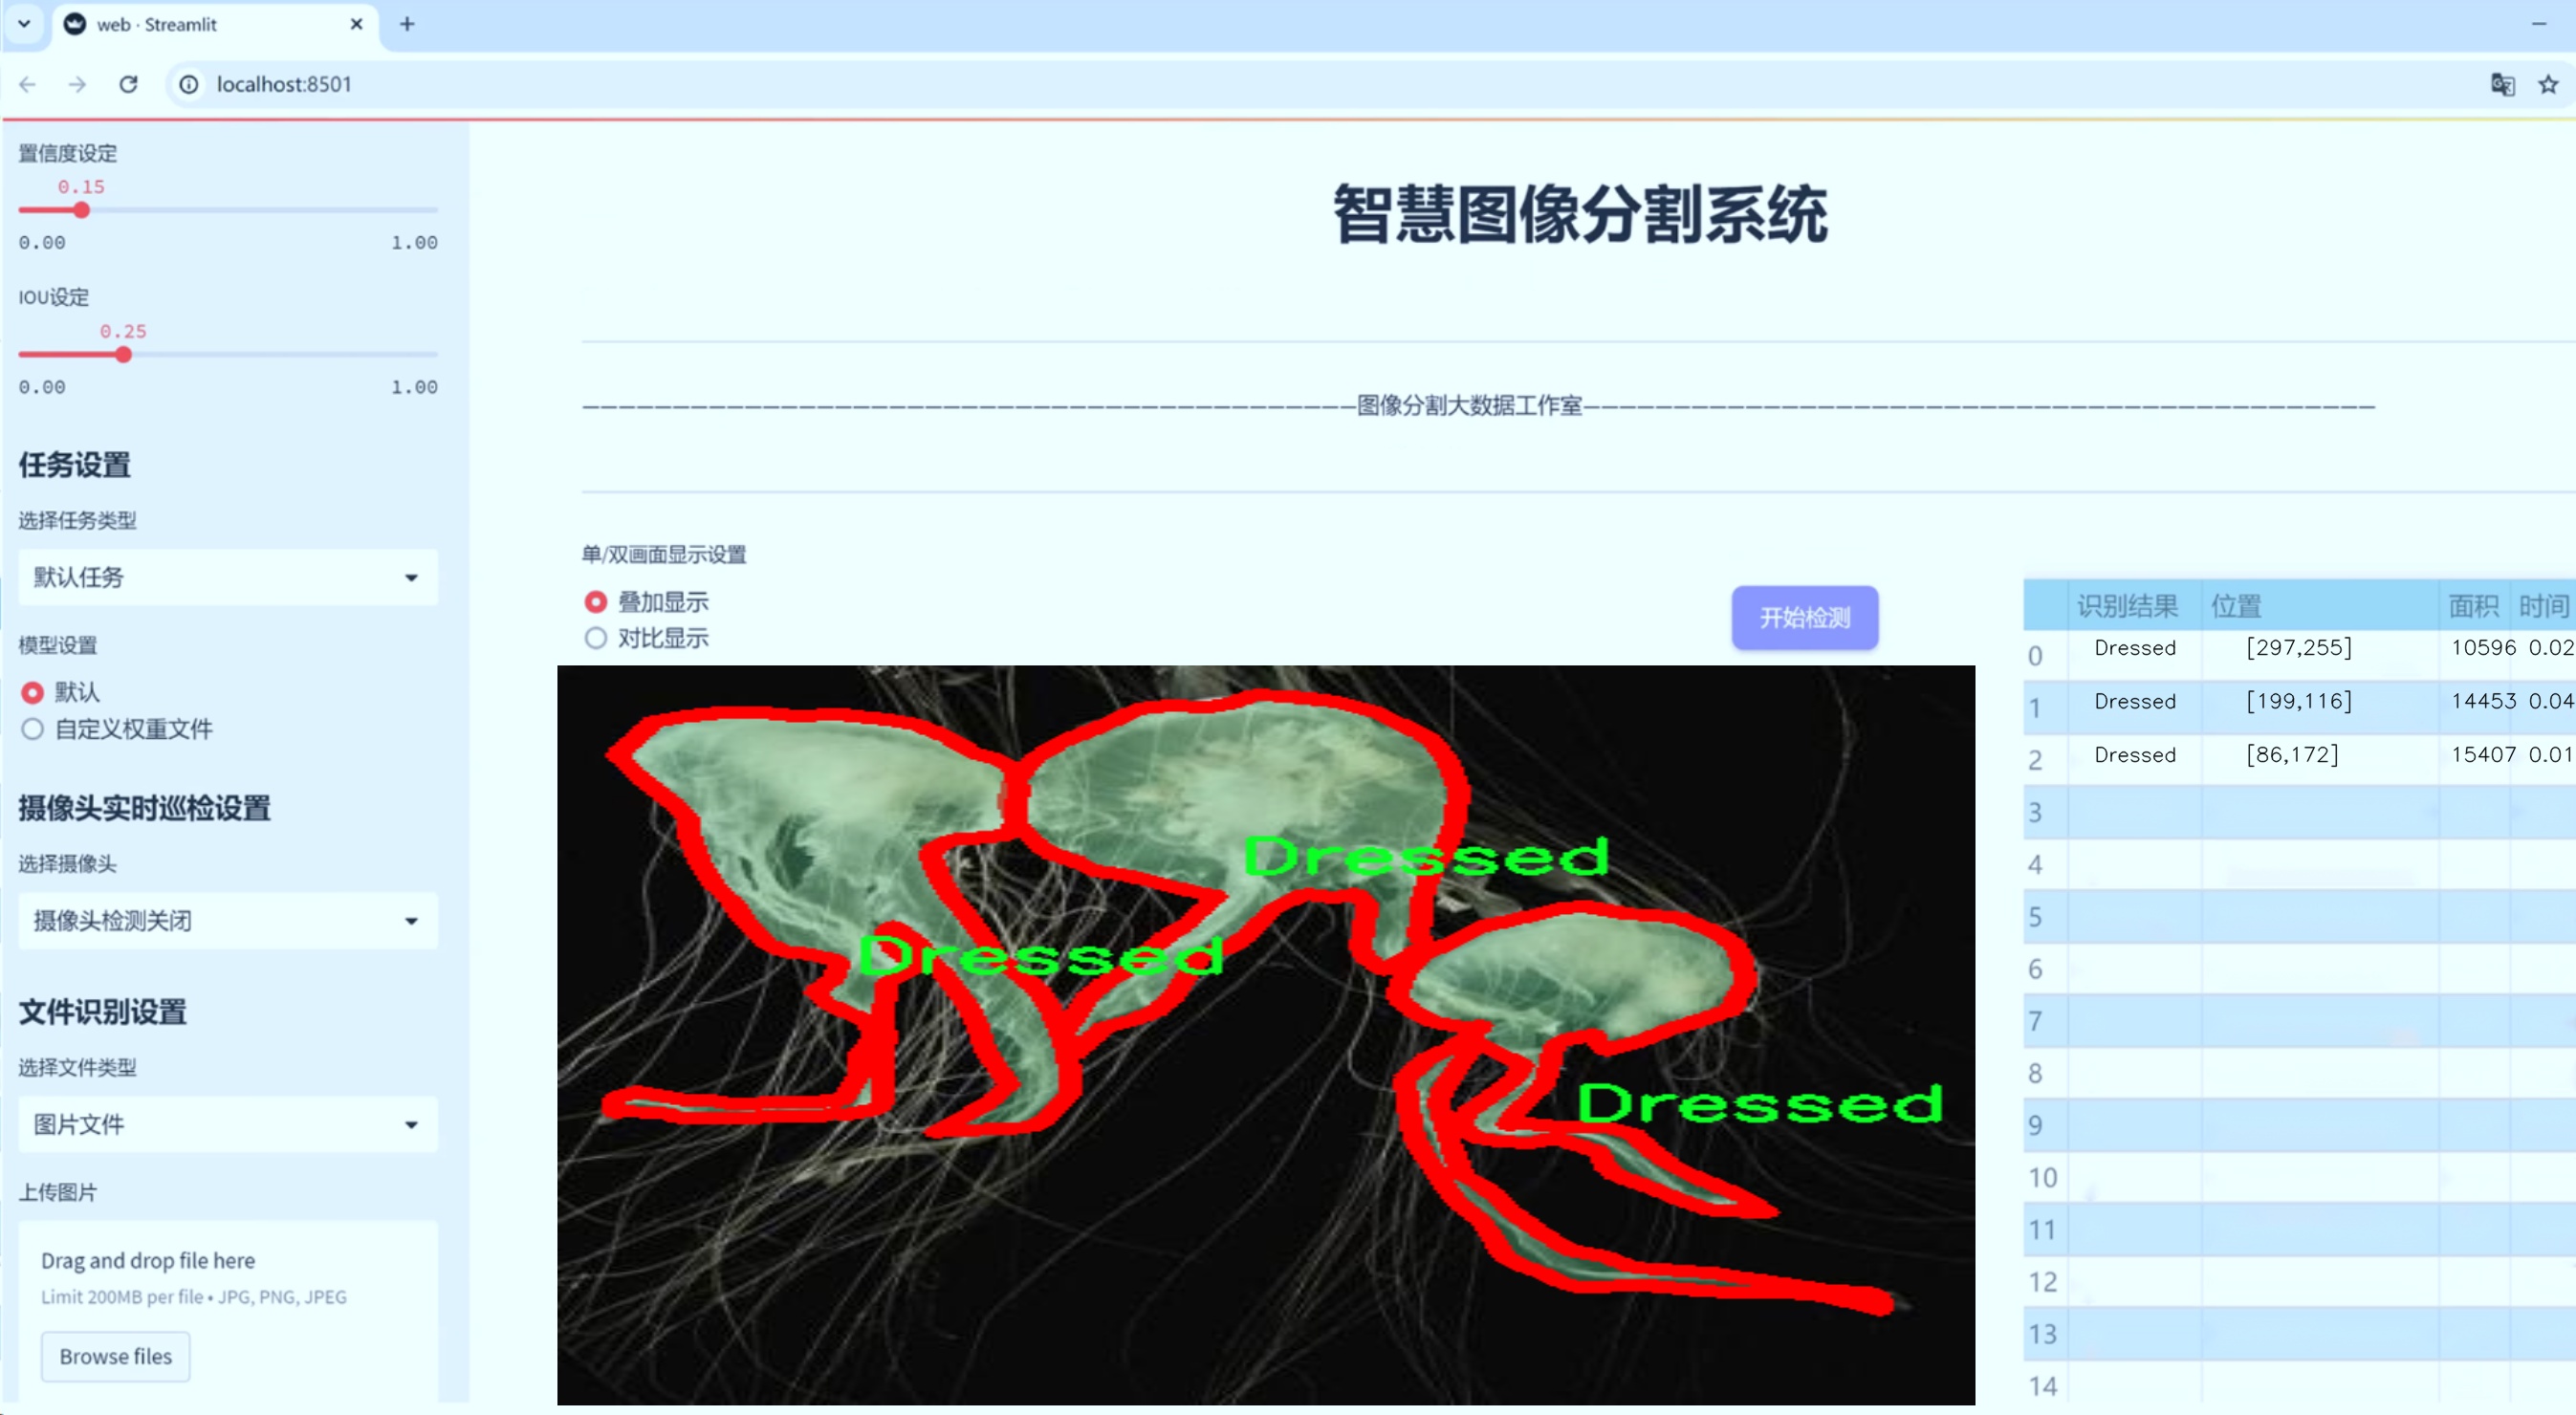 web · Streamlit
localhost:8501
置信度设定
0.15
0.00 1.00
IOU设定
0.25
0.00 1.00
任务设置
选择任务类型
默认任务
模型设置
默认
自定义权重文件
摄像头实时巡检设置
选择摄像头
摄像头检测关闭
文件识别设置
选择文件类型
图片文件
上传图片
Drag and drop file here
Limit 200MB per file • JPG, PNG, JPEG
Browse files
智慧图像分割系统
———————————————————————————————————————————图像分割大数据工作室————————————————————————————————————————————
单/双画面显示设置
叠加显示
对比显示
开始检测
Dressed
Dressed
Dressed
识别结果 位置 面积 时间
0 Dressed [297,255] 10596 0.02
1 Dressed [199,116] 14453 0.04
2 Dressed [86,172] 15407 0.01
3
4
5
6
7
8
9
10
11
12
13
14